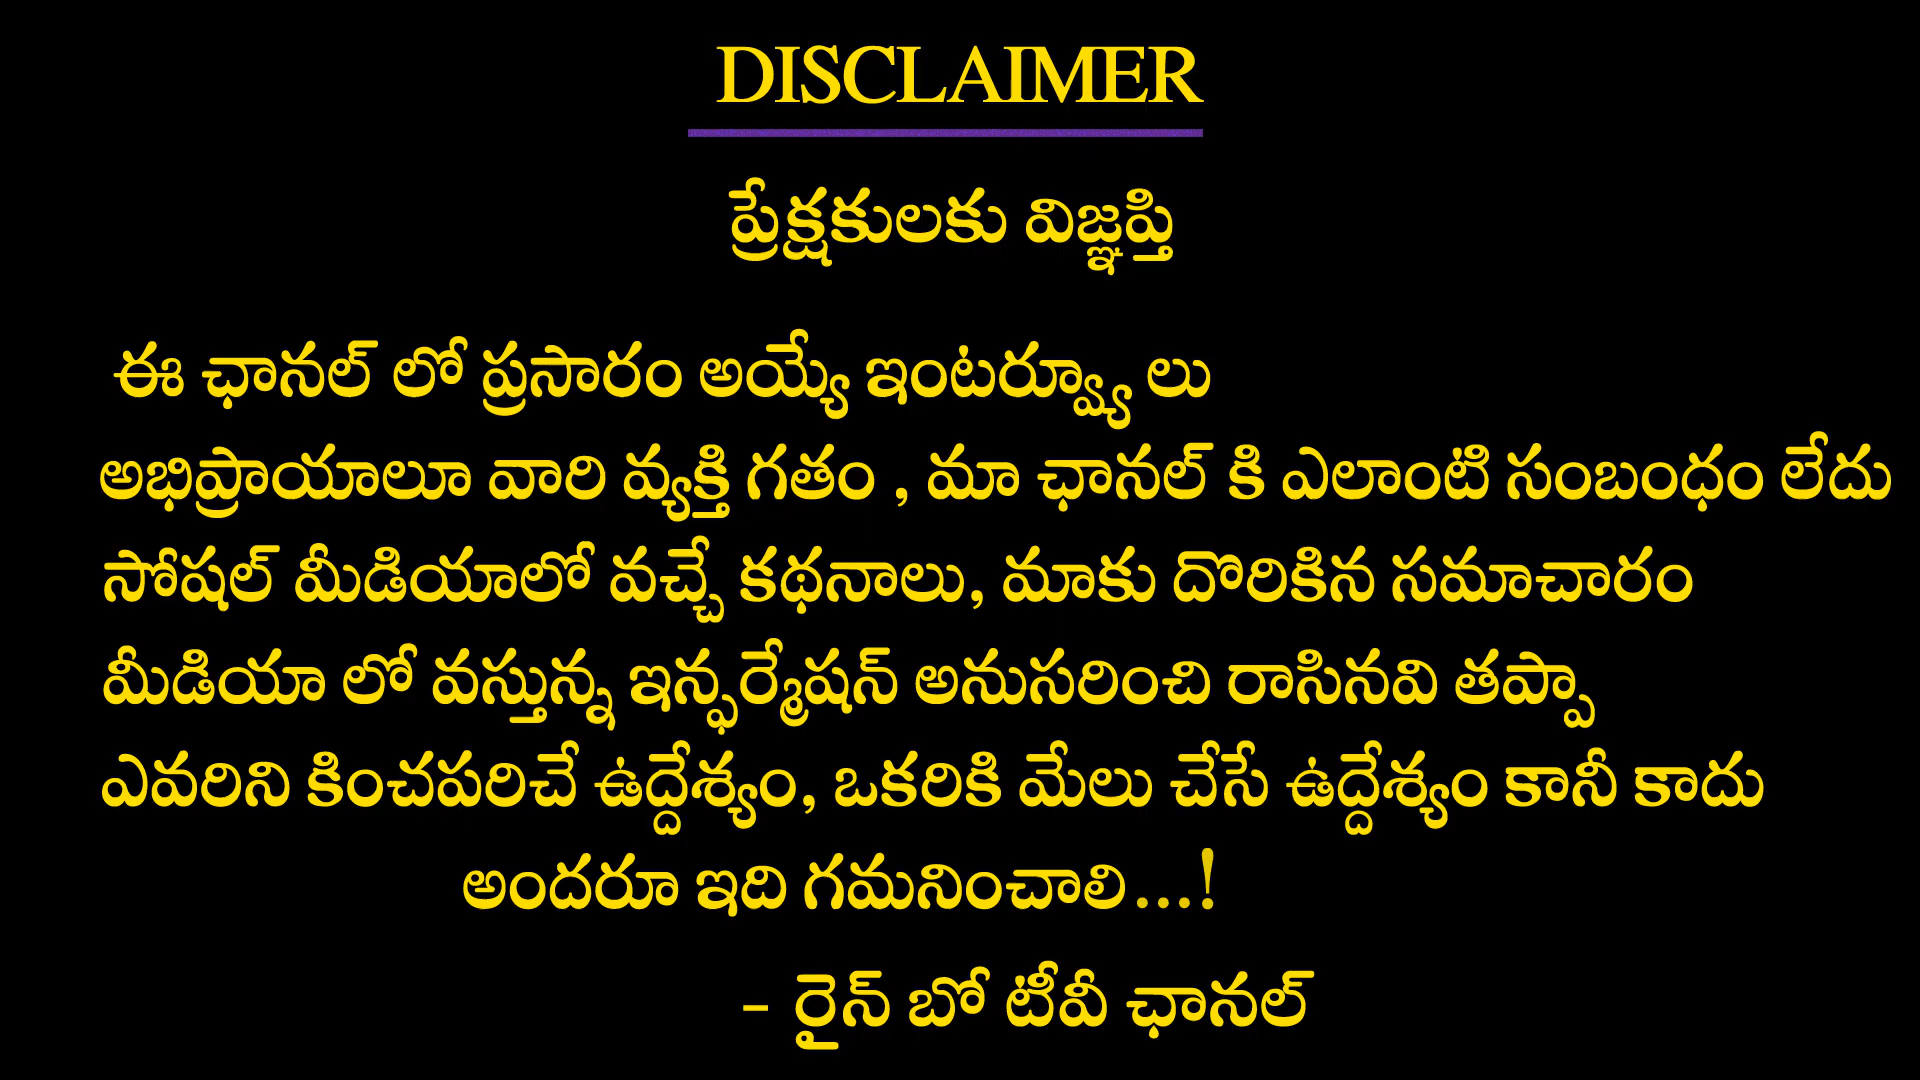 DISCLAIMER
ప్రేక్షకులకు విజ్ఞప్తి
ఈ ఛానల్ లో ప్రసారం అయ్యే ఇంటర్వ్యూ లు
అభిప్రాయాలూ వారి వ్యక్తి గతం , మా ఛానల్ కి ఎలాంటి సంబంధం లేదు
సోషల్ మీడియాలో వచ్చే కథనాలు, మాకు దొరికిన సమాచారం
మీడియా లో వస్తున్న ఇన్ఫర్మేషన్ అనుసరించి రాసినవి తప్పా
ఎవరిని కించపరిచే ఉద్దేశ్యం, ఒకరికి మేలు చేసే ఉద్దేశ్యం కానీ కాదు
అందరూ ఇది గమనించాలి...!
- రైన్ బో టీవీ ఛానల్